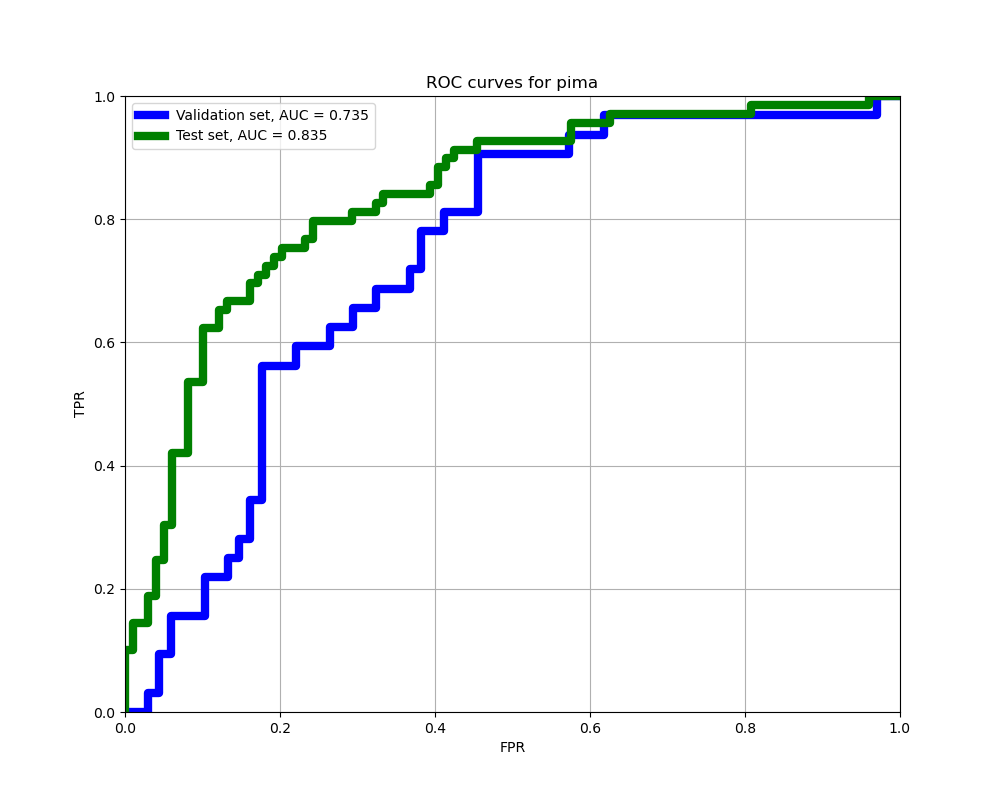 ROC curves for pima
Validation set, AUC = 0.735
Test set, AUC = 0.835
1.0
0.8
0.6
0.4
0.2
0.0
TPR
0.0 0.2 0.4 0.6 0.8 1.0
FPR